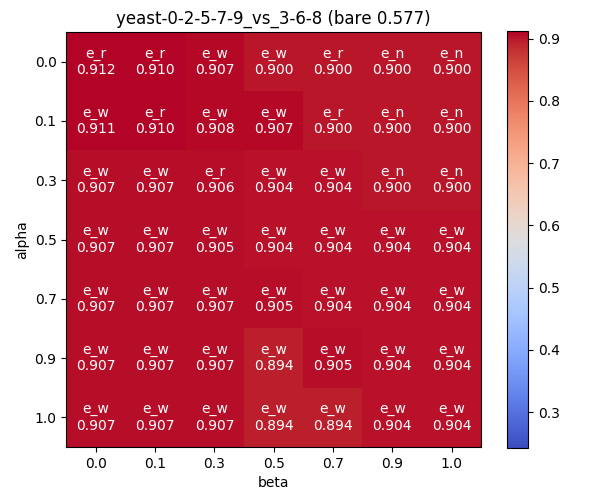 yeast-0-2-5-7-9_vs_3-6-8 (bare 0.577)
alpha
0.0 e_r e_r e_w e_w e_r e_n e_n
0.912 0.910 0.907 0.900 0.900 0.900 0.900
0.1 e_w e_r e_w e_w e_r e_n e_n
0.911 0.910 0.908 0.907 0.900 0.900 0.900
0.3 e_w e_w e_r e_w e_w e_n e_n
0.907 0.907 0.906 0.904 0.904 0.900 0.900
0.5 e_w e_w e_w e_w e_w e_w e_w
0.907 0.907 0.905 0.904 0.904 0.904 0.904
0.7 e_w e_w e_w e_w e_w e_w e_w
0.907 0.907 0.907 0.905 0.904 0.904 0.904
0.9 e_w e_w e_w e_w e_w e_w e_w
0.907 0.907 0.907 0.894 0.905 0.904 0.904
1.0 e_w e_w e_w e_w e_w e_w e_w
0.907 0.907 0.907 0.894 0.894 0.904 0.904
0.0 0.1 0.3 0.5 0.7 0.9 1.0
beta
0.9
0.8
0.7
0.6
0.5
0.4
0.3